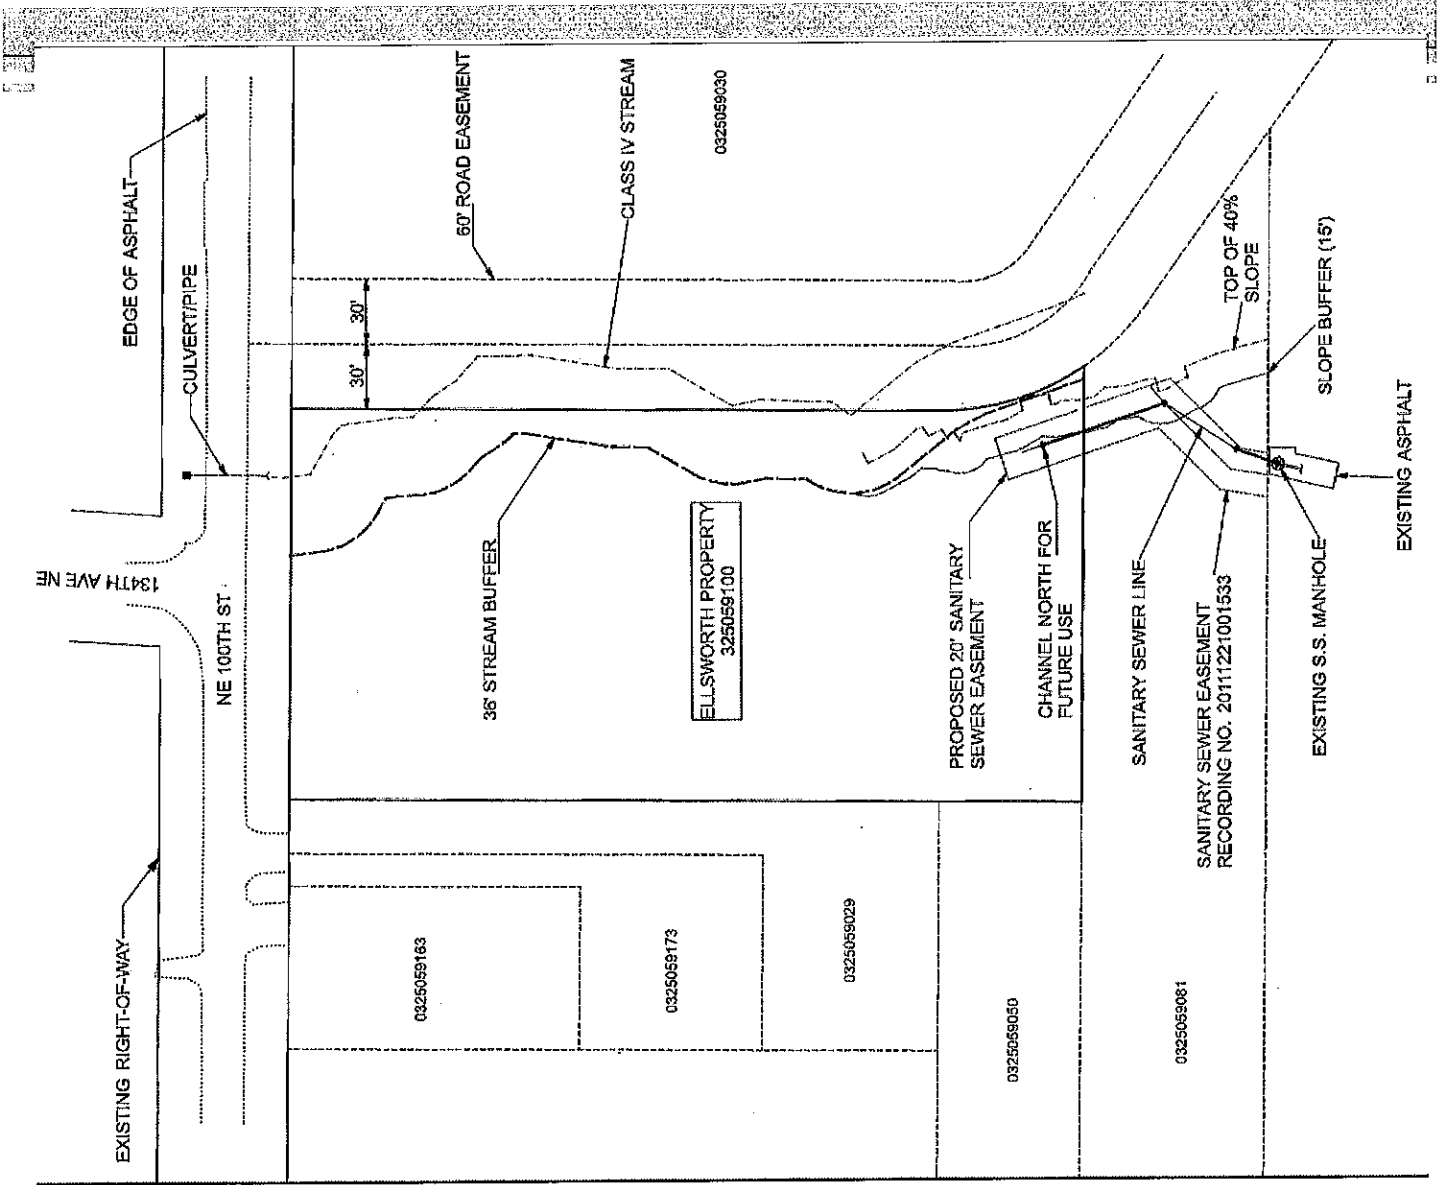 EXISTING RIGHT-OF-WAY
134TH AVE NE
NE 100TH ST
CULVERT/PIPE
EDGE OF ASPHALT
0325059163
0325059173
0325059029
0325059050
0325059081
36' STREAM BUFFER
ELLSWORTH PROPERTY
325059100
30'
30'
60' ROAD EASEMENT
CLASS IV STREAM
0325059030
PROPOSED 20' SANITARY
SEWER EASEMENT
CHANNEL NORTH FOR
FUTURE USE
SANITARY SEWER LINE
SANITARY SEWER EASEMENT
RECORDING NO. 20111221001533
EXISTING S.S. MANHOLE
TOP OF 40%
SLOPE
SLOPE BUFFER (15')
EXISTING ASPHALT